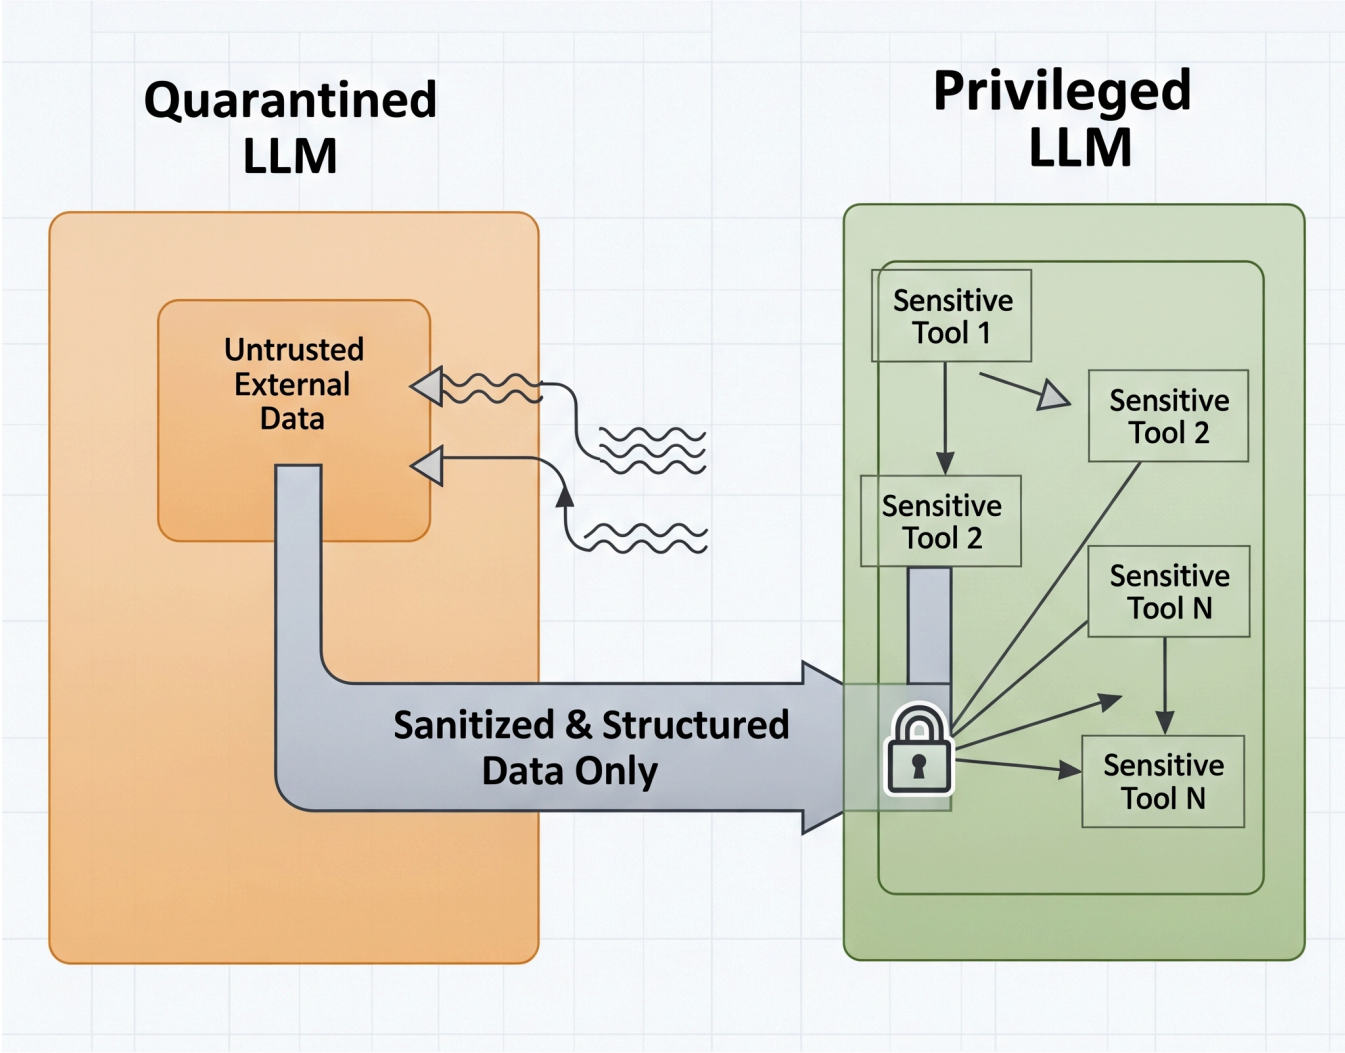 Quarantined
LLM
Privileged
LLM
Untrusted
External
Data
Sanitized & Structured
Data Only
Sensitive
Tool 1
Sensitive
Tool 2
Sensitive
Tool 2
Sensitive
Tool N
Sensitive
Tool N